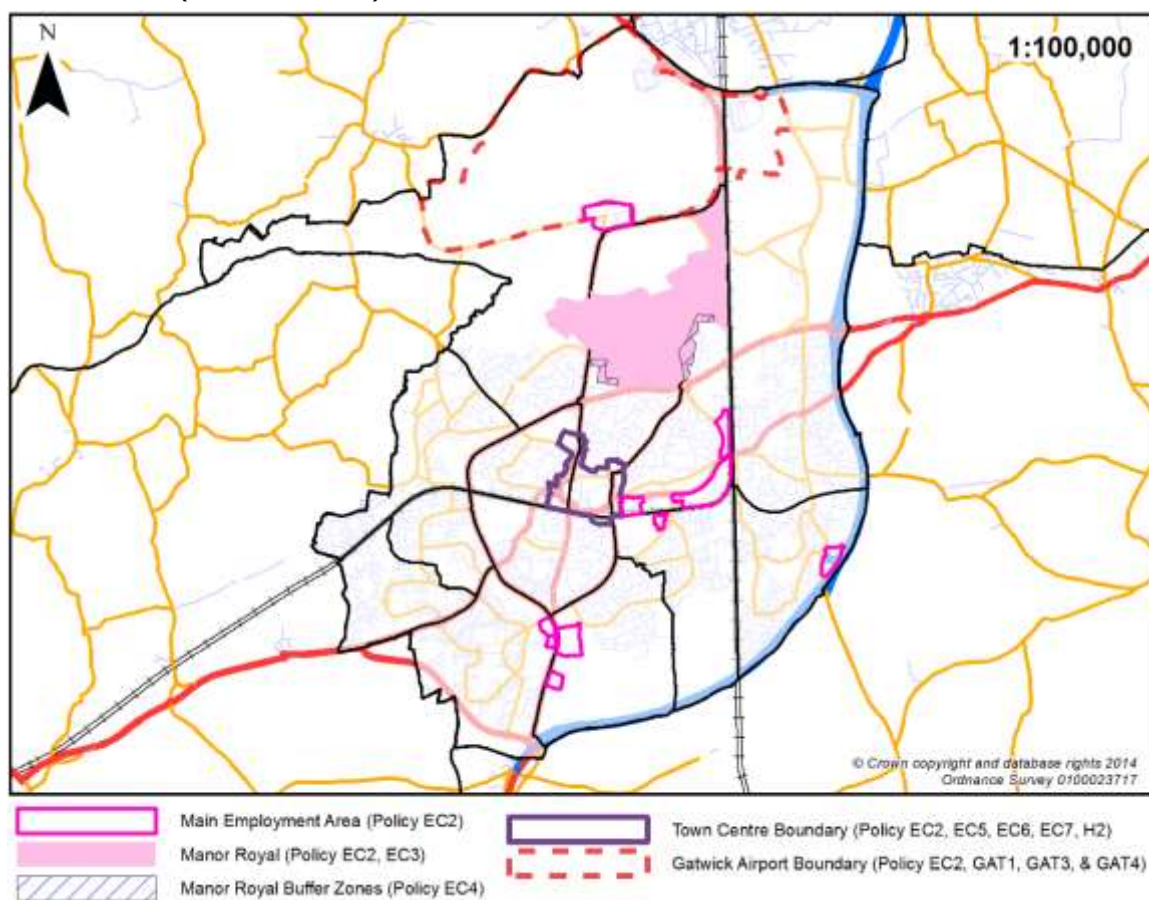 N
1:100,000
© Crown copyright and database rights 2014
Ordnance Survey 0100023717
Main Employment Area (Policy EC2)
Manor Royal (Policy EC2, EC3)
Manor Royal Buffer Zones (Policy EC4)
Town Centre Boundary (Policy EC2, EC5, EC6, EC7, H2)
Gatwick Airport Boundary (Policy EC2, GAT1, GAT3, & GAT4)